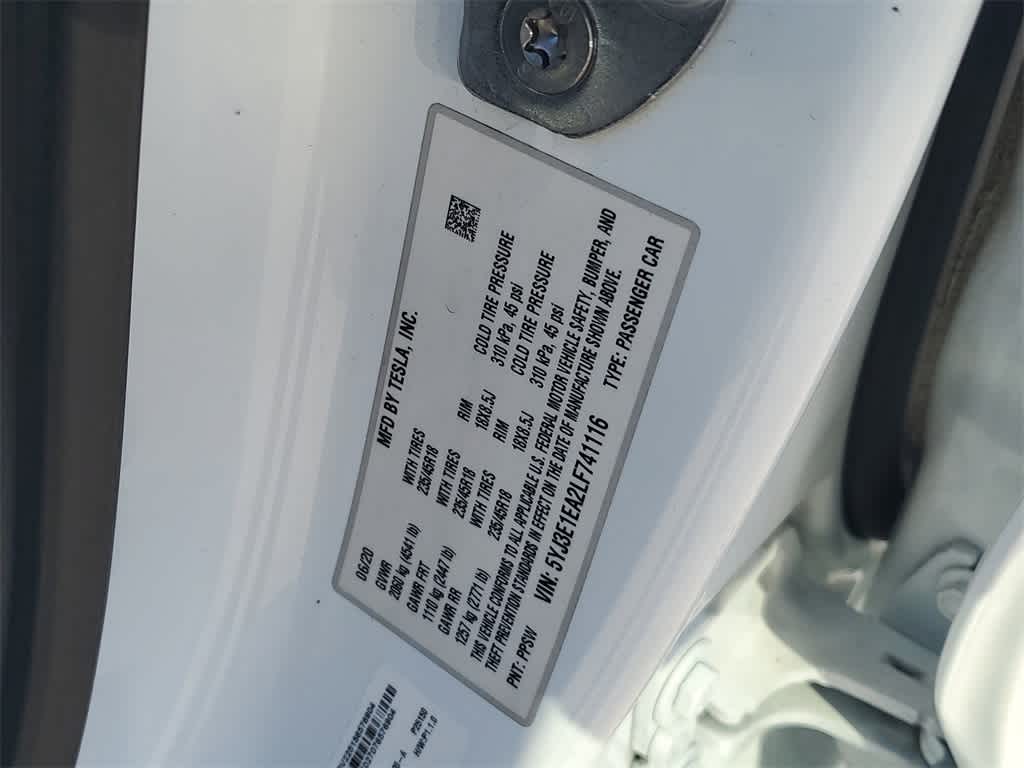 MFD BY TESLA, INC.
06/20
GVWR WITH TIRES RIM COLD TIRE PRESSURE
2060 kg (4541 lb) 235/45R18 18X8.5J 310 kPa, 45 psi
GAWR FRT WITH TIRES RIM COLD TIRE PRESSURE
1110 kg (2447 lb) 235/45R18 18X8.5J 310 kPa, 45 psi
GAWR RR WITH TIRES
1257 kg (2771 lb) 235/45R18
THIS VEHICLE CONFORMS TO ALL APPLICABLE U.S. FEDERAL MOTOR VEHICLE SAFETY, BUMPER, AND
THEFT PREVENTION STANDARDS IN EFFECT ON THE DATE OF MANUFACTURE SHOWN ABOVE.
VIN: 5YJ3E1EA2LF741116 TYPE: PASSENGER CAR
PNT: PPSW